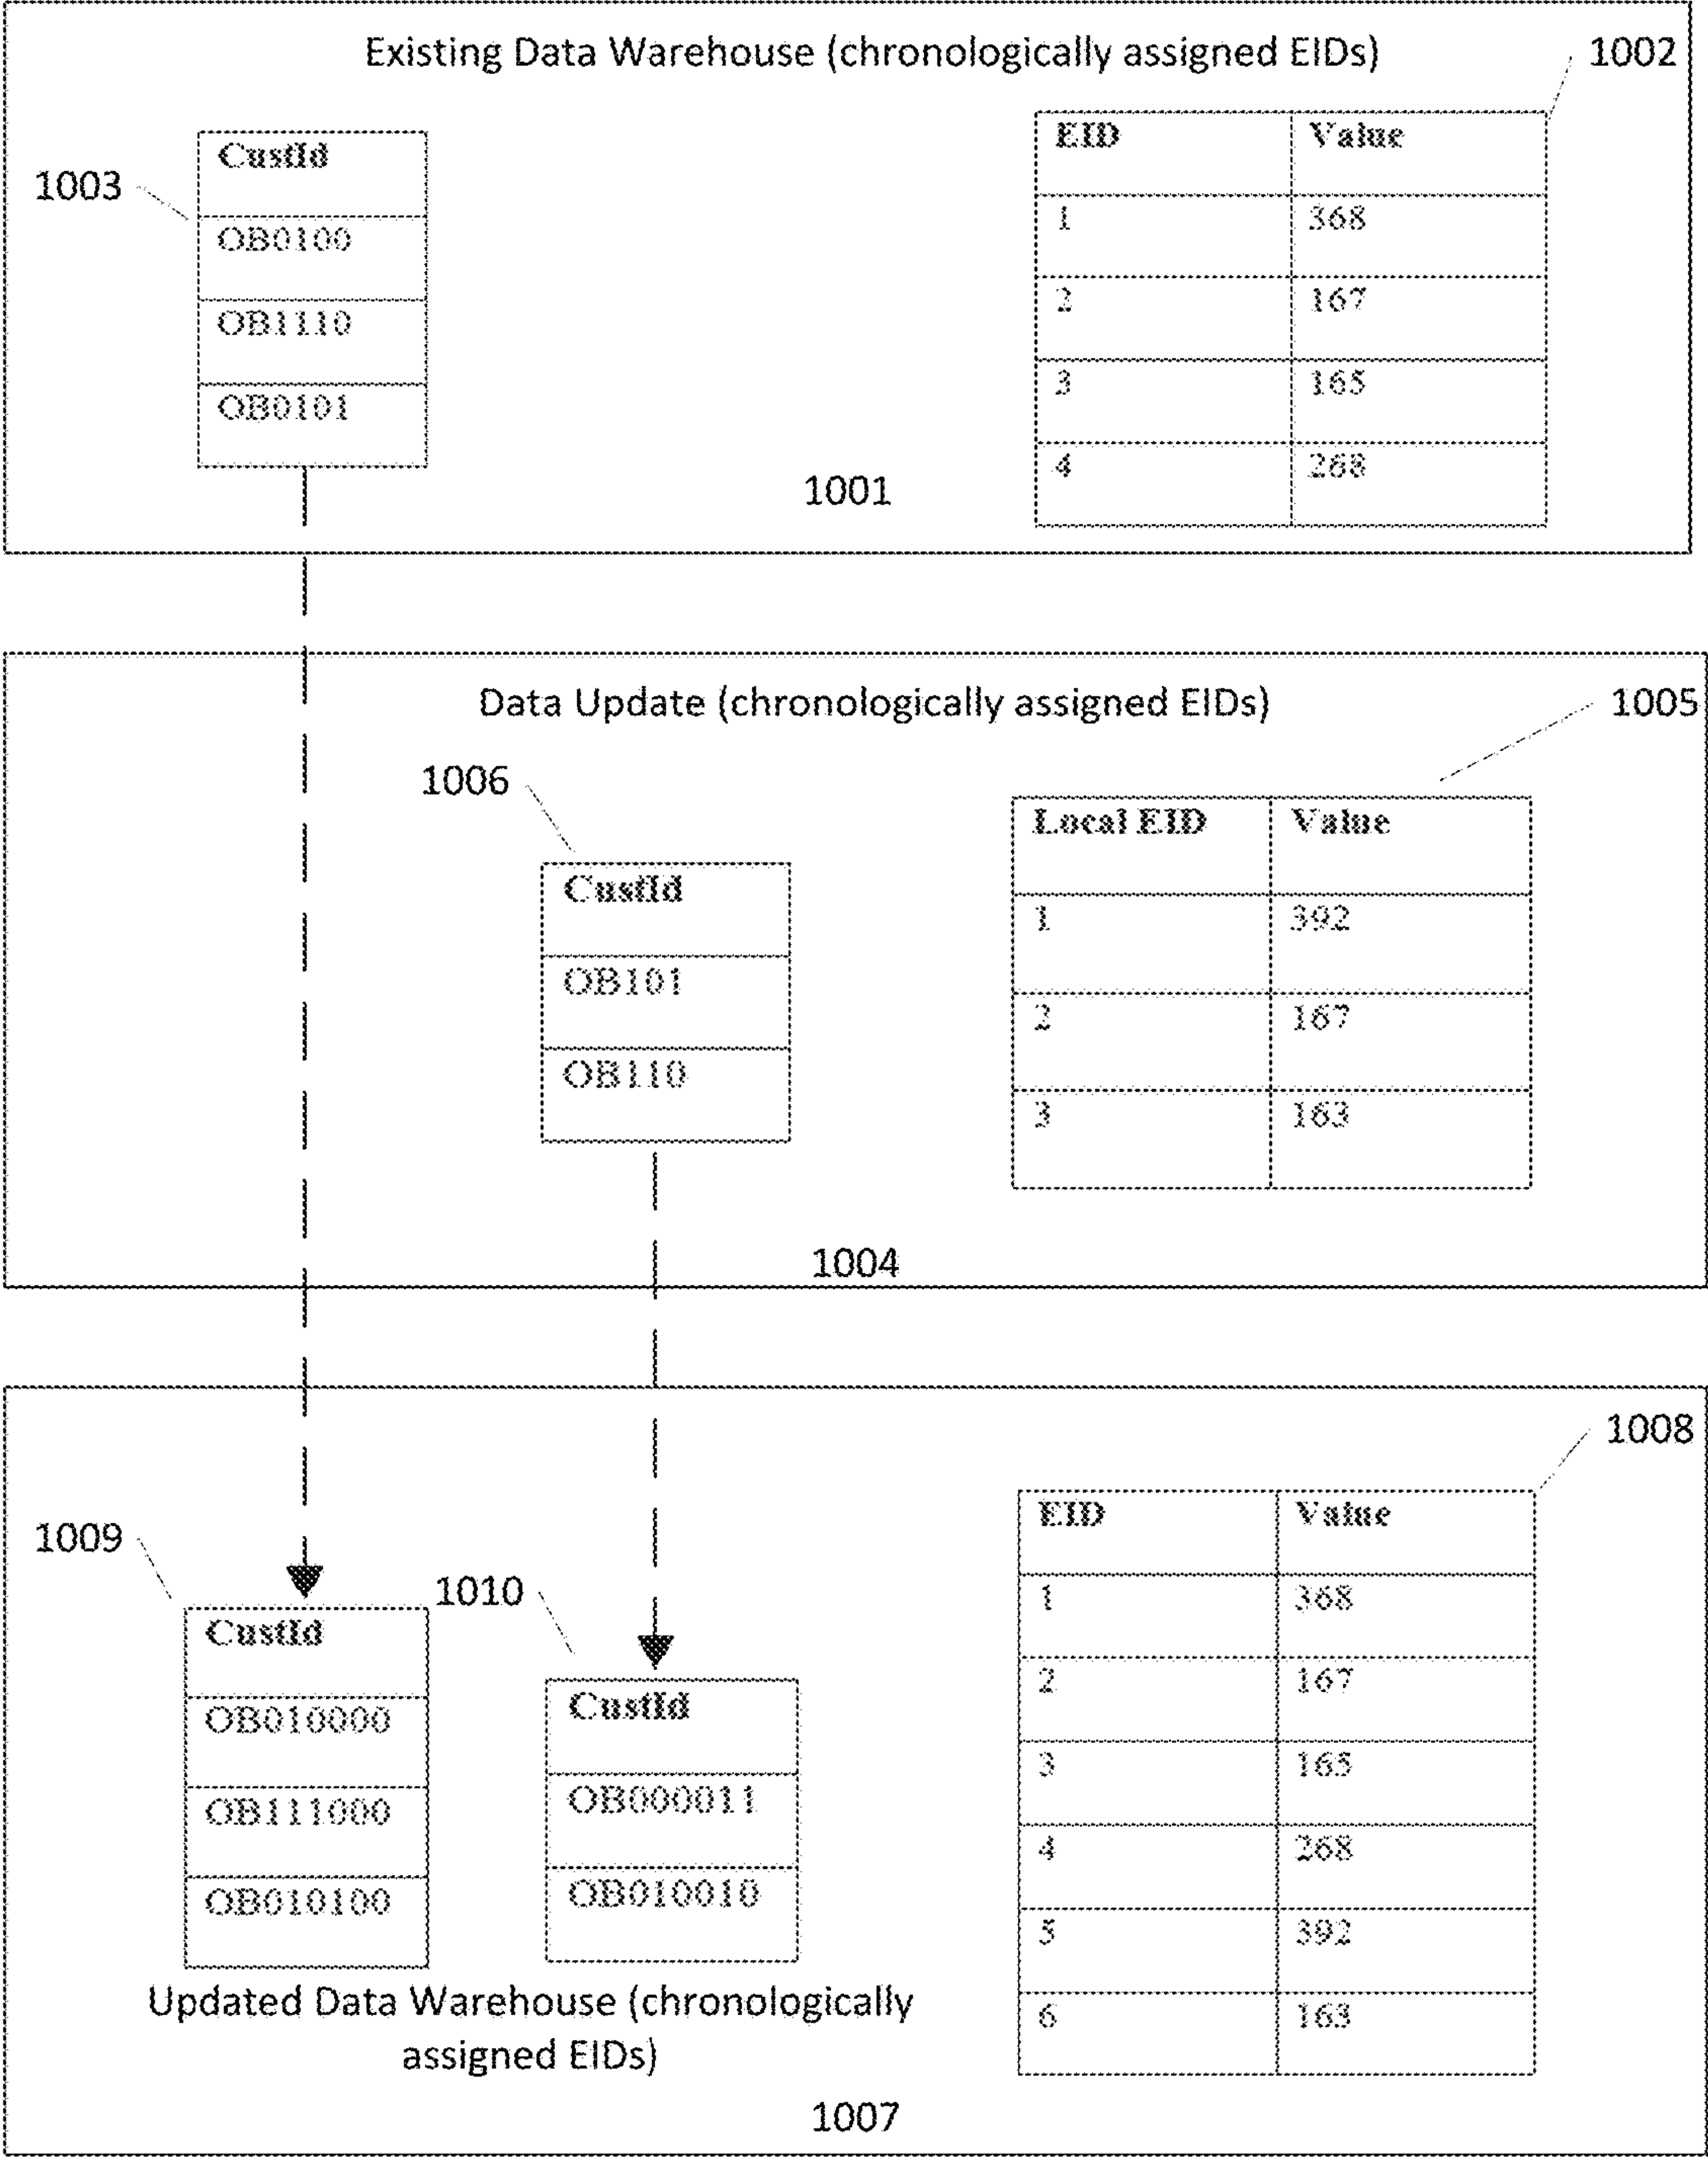 Existing Data Warehouse (chronologically assigned EIDs)
1002
EID Value
CustId
1003
1 368
OB0100
2 167
OB1110
3 165
OB0101
4 268
1001
Data Update (chronologically assigned EIDs)
1005
1006
Local EID Value
CustId
1 392
OB101
2 167
OB110
3 163
1004
1008
EID Value
1009
1010
1 368
CustId
2 167
CustId
OB010000
3 165
OB000011
OB111000
4 268
OB010010
OB010100
5 392
Updated Data Warehouse (chronologically
assigned EIDs)
6 163
1007